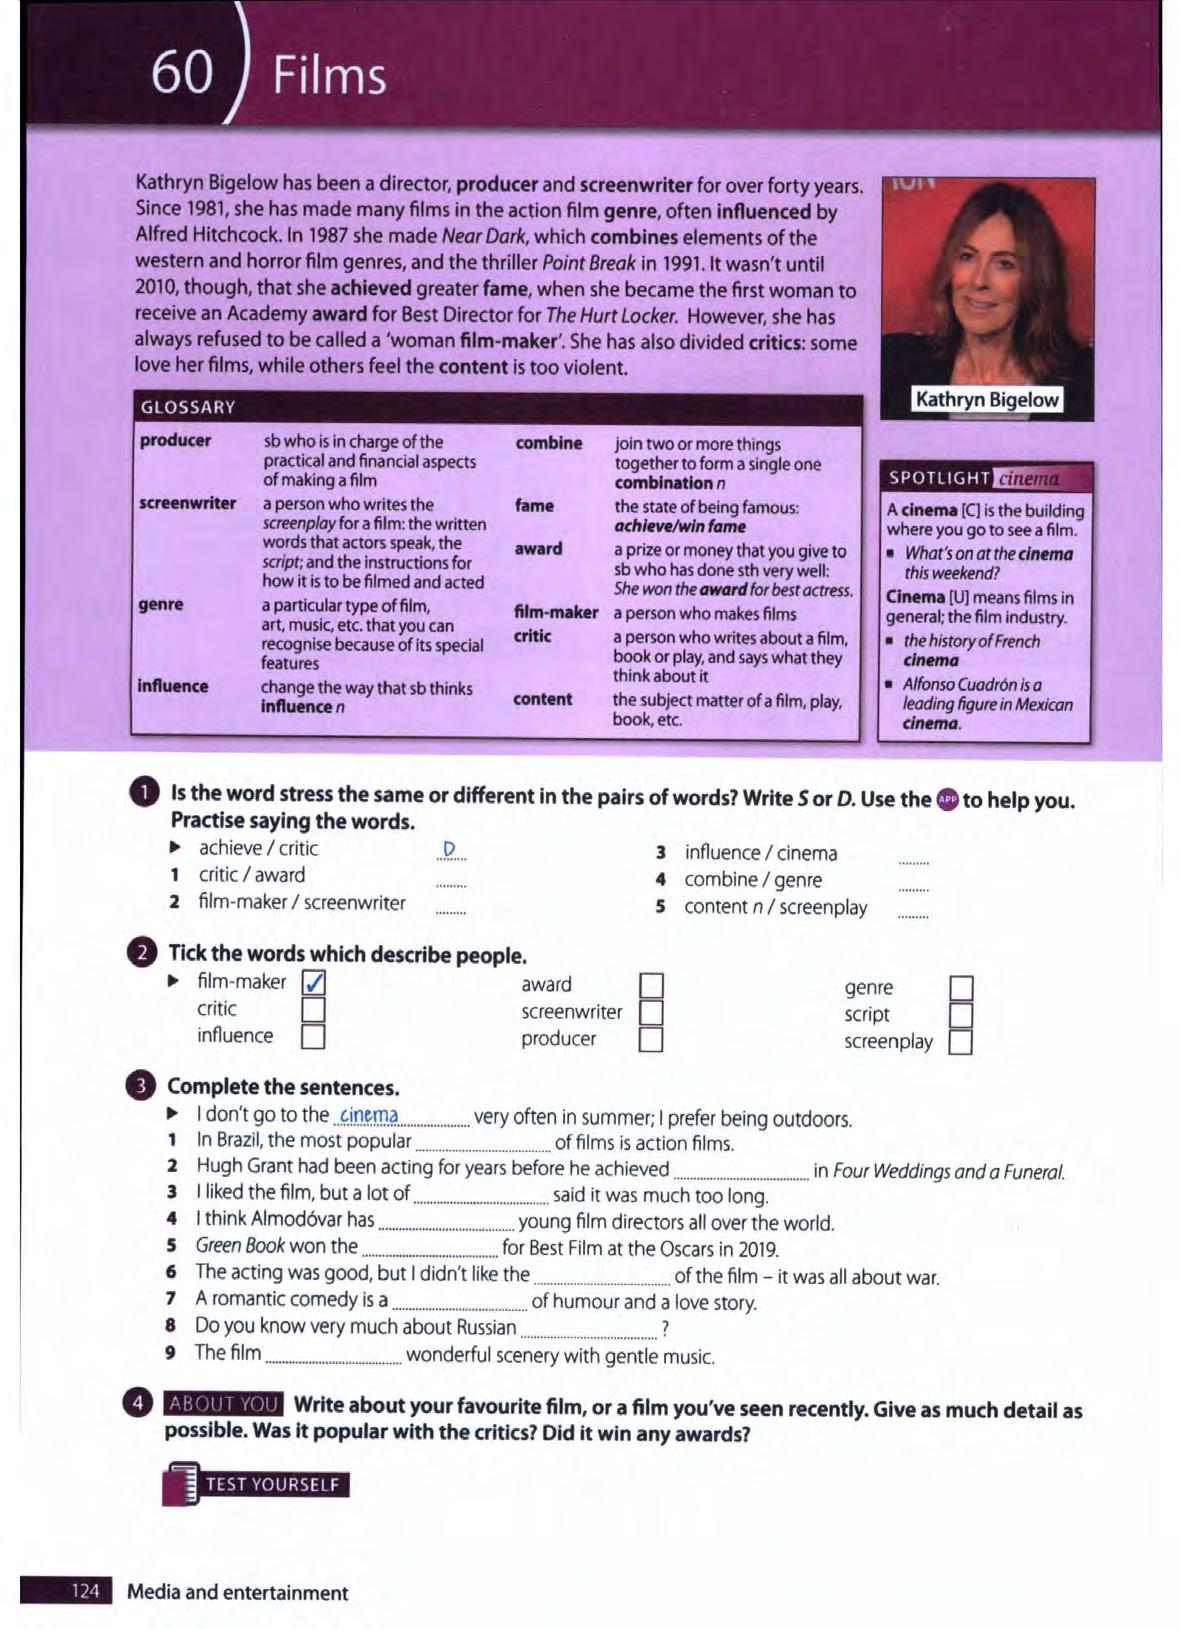 60 Films
Kathryn Bigelow has been a director, producer and screenwriter for over forty years.
Since 1981, she has made many films in the action film genre, often influenced by
Alfred Hitchcock. In 1987 she made Near Dark, which combines elements of the
western and horror film genres, and the thriller Point Break in 1991. It wasn't until
2010, though, that she achieved greater fame, when she became the first woman to
receive an Academy award for Best Director for The Hurt Locker. However, she has
always refused to be called a 'woman film-maker'. She has also divided critics: some
love her films, while others feel the content is too violent.
Kathryn Bigelow
GLOSSARY
producer sb who is in charge of the
practical and financial aspects
of making a film
screenwriter a person who writes the
screenplay for a film: the written
words that actors speak, the
script; and the instructions for
how it is to be filmed and acted
genre a particular type of film,
art, music, etc. that you can
recognise because of its special
features
influence change the way that sb thinks
influence n
combine join two or more things
together to form a single one
combination n
fame the state of being famous:
achieve/win fame
award a prize or money that you give to
sb who has done sth very well:
She won the award for best actress.
film-maker a person who makes films
critic a person who writes about a film,
book or play, and says what they
think about it
content the subject matter of a film, play,
book, etc.
SPOTLIGHT cinema
A cinema [C] is the building
where you go to see a film.
▪ What's on at the cinema
this weekend?
Cinema [U] means films in
general; the film industry.
▪ the history of French
cinema
▪ Alfonso Cuadrón is a
leading figure in Mexican
cinema.
1 Is the word stress the same or different in the pairs of words? Write S or D. Use the APP to help you.
Practise saying the words.
▶ achieve / critic D
1 critic / award ........
2 film-maker / screenwriter ........
3 influence / cinema ........
4 combine / genre ........
5 content n / screenplay ........
2 Tick the words which describe people.
▶ film-maker ✓
critic
influence
award
screenwriter
producer
genre
script
screenplay
3 Complete the sentences.
▶ I don't go to the cinema very often in summer; I prefer being outdoors.
1 In Brazil, the most popular ........ of films is action films.
2 Hugh Grant had been acting for years before he achieved ........ in Four Weddings and a Funeral.
3 I liked the film, but a lot of ........ said it was much too long.
4 I think Almodóvar has ........ young film directors all over the world.
5 Green Book won the ........ for Best Film at the Oscars in 2019.
6 The acting was good, but I didn't like the ........ of the film – it was all about war.
7 A romantic comedy is a ........ of humour and a love story.
8 Do you know very much about Russian ........ ?
9 The film ........ wonderful scenery with gentle music.
4 ABOUT YOU Write about your favourite film, or a film you've seen recently. Give as much detail as
possible. Was it popular with the critics? Did it win any awards?
TEST YOURSELF
124 Media and entertainment